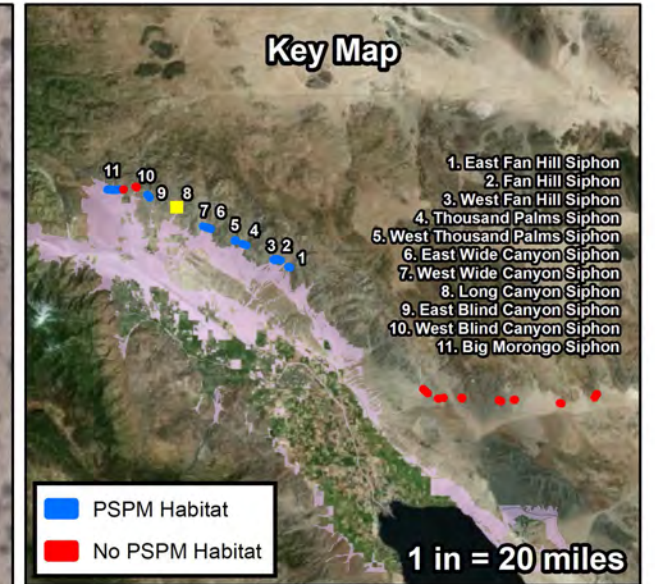 Key Map
11
10
9
8
7 6
5
4
3 2
1
1. East Fan Hill Siphon
2. Fan Hill Siphon
3. West Fan Hill Siphon
4. Thousand Palms Siphon
5. West Thousand Palms Siphon
6. East Wide Canyon Siphon
7. West Wide Canyon Siphon
8. Long Canyon Siphon
9. East Blind Canyon Siphon
10. West Blind Canyon Siphon
11. Big Morongo Siphon
PSPM Habitat
No PSPM Habitat
1 in = 20 miles